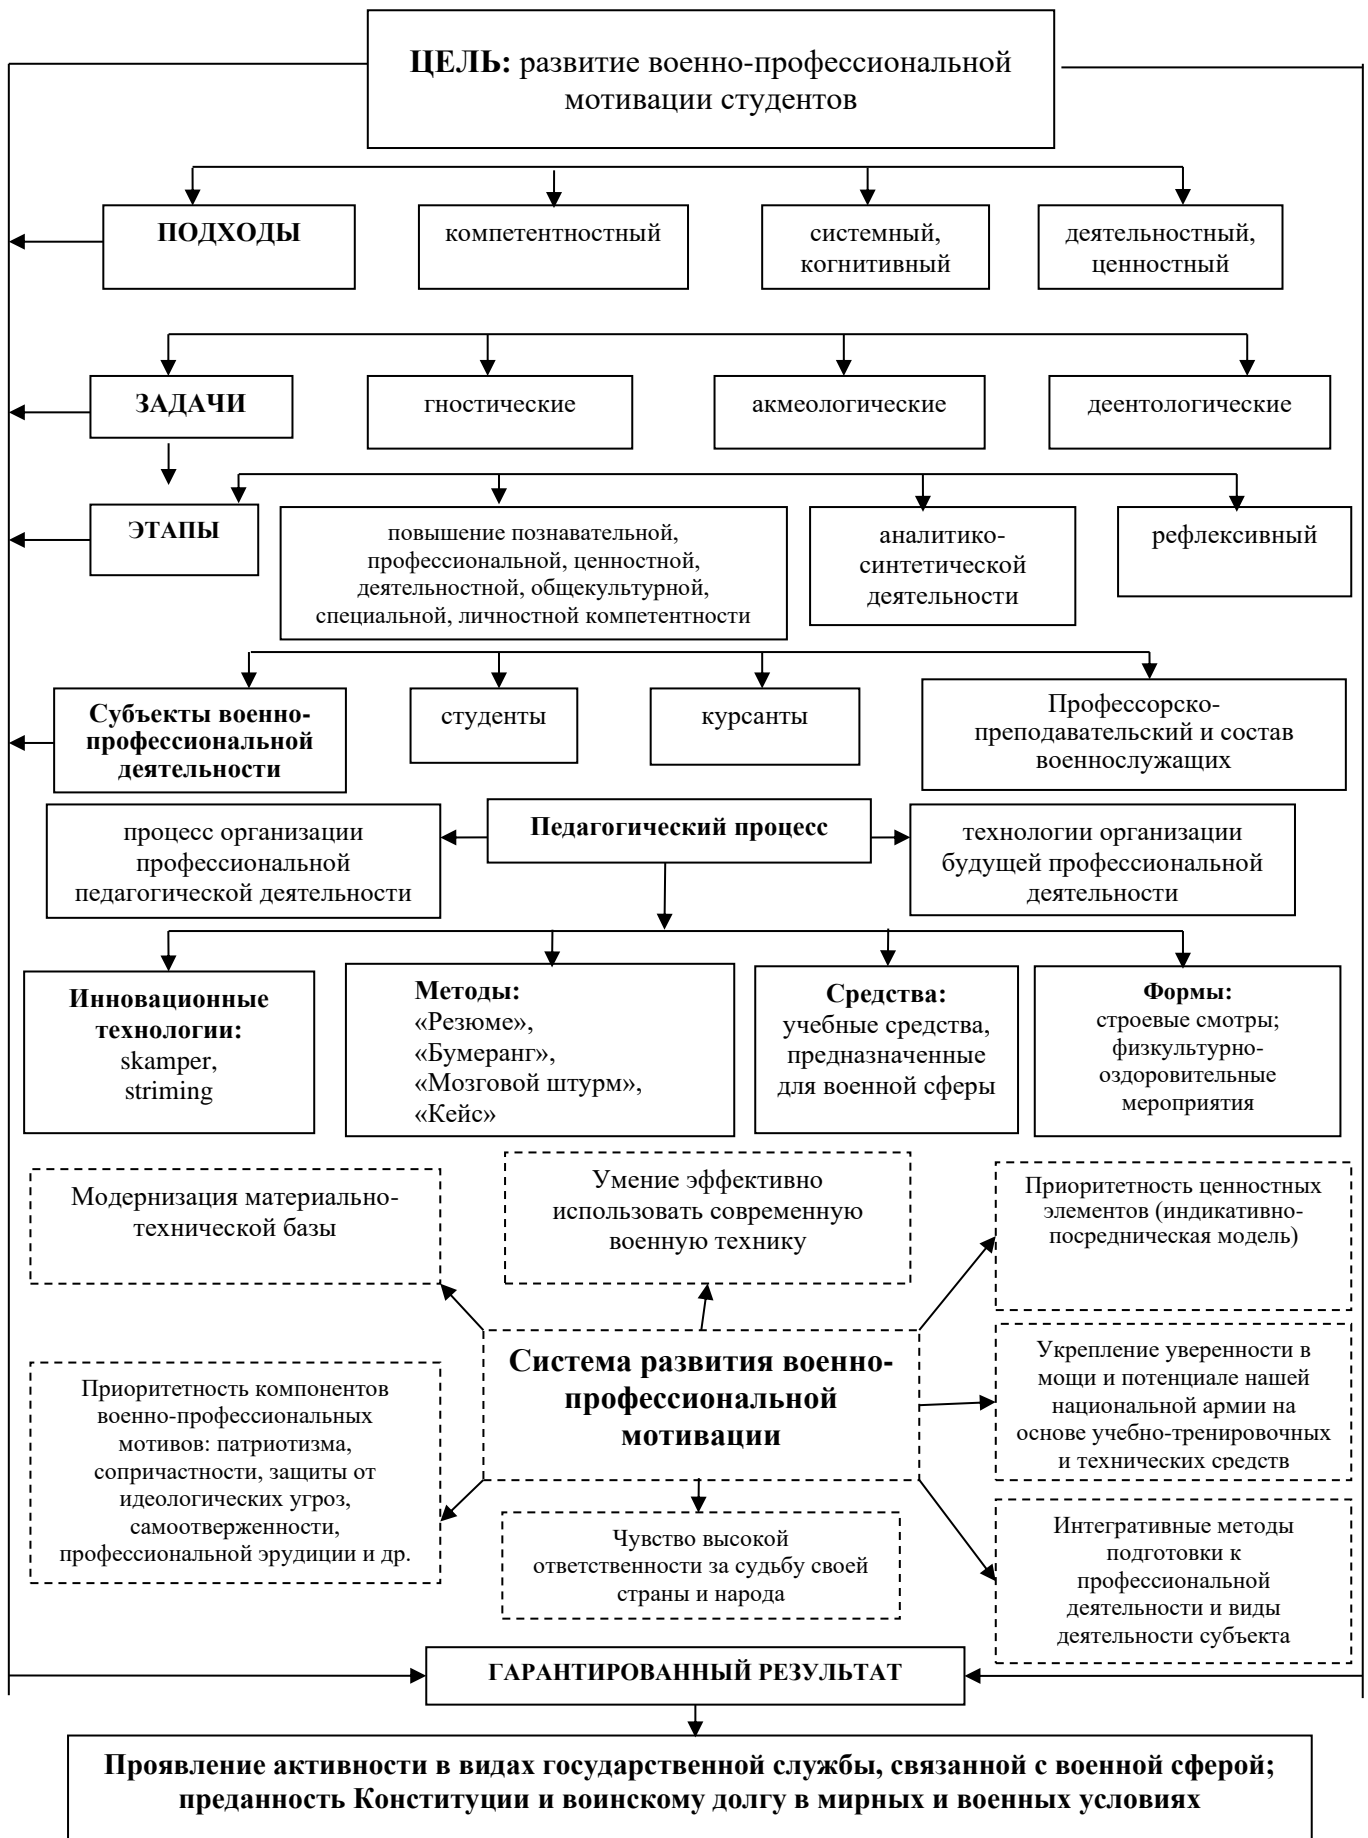 ЦЕЛЬ: развитие военно-профессиональной
мотивации студентов
ПОДХОДЫ
компетентностный
системный,
когнитивный
деятельностный,
ценностный
ЗАДАЧИ
гностические
акмеологические
деентологические
ЭТАПЫ
повышение познавательной,
профессиональной, ценностной,
деятельностной, общекультурной,
специальной, личностной компетентности
аналитико-
синтетической
деятельности
рефлексивный
Субъекты военно-
профессиональной
деятельности
студенты
курсанты
Профессорско-
преподавательский и состав
военнослужащих
процесс организации
профессиональной
педагогической деятельности
Педагогический процесс
технологии организации
будущей профессиональной
деятельности
Инновационные
технологии:
skamper,
striming
Методы:
«Резюме»,
«Бумеранг»,
«Мозговой штурм»,
«Кейс»
Средства:
учебные средства,
предназначенные
для военной сферы
Формы:
строевые смотры;
физкультурно-
оздоровительные
мероприятия
Модернизация материально-
технической базы
Умение эффективно
использовать современную
военную технику
Приоритетность ценностных
элементов (индикативно-
посредническая модель)
Система развития военно-
профессиональной
мотивации
Приоритетность компонентов
военно-профессиональных
мотивов: патриотизма,
сопричастности, защиты от
идеологических угроз,
самоотверженности,
профессиональной эрудиции и др.
Укрепление уверенности в
мощи и потенциале нашей
национальной армии на
основе учебно-тренировочных
и технических средств
Чувство высокой
ответственности за судьбу своей
страны и народа
Интегративные методы
подготовки к
профессиональной
деятельности и виды
деятельности субъекта
ГАРАНТИРОВАННЫЙ РЕЗУЛЬТАТ
Проявление активности в видах государственной службы, связанной с военной сферой;
преданность Конституции и воинскому долгу в мирных и военных условиях